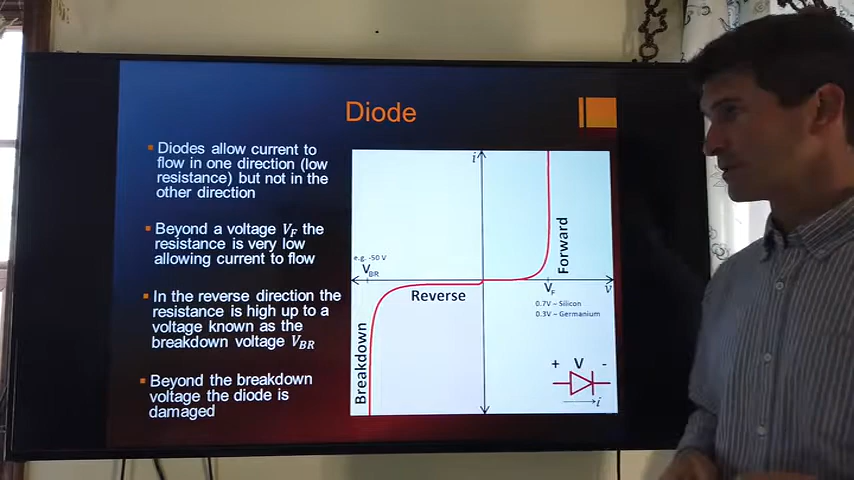 Diode
Diodes allow current to
flow in one direction (low
resistance) but not in the
other direction
Beyond a voltage VF the
resistance is very low
allowing current to flow
In the reverse direction the
resistance is high up to a
voltage known as the
breakdown voltage VBR
Beyond the breakdown
voltage the diode is
damaged
i
Forward
e.g. -50 V
VBR
Reverse
VF
v
0.7V – Silicon
0.3V – Germanium
Breakdown
+ V -
i